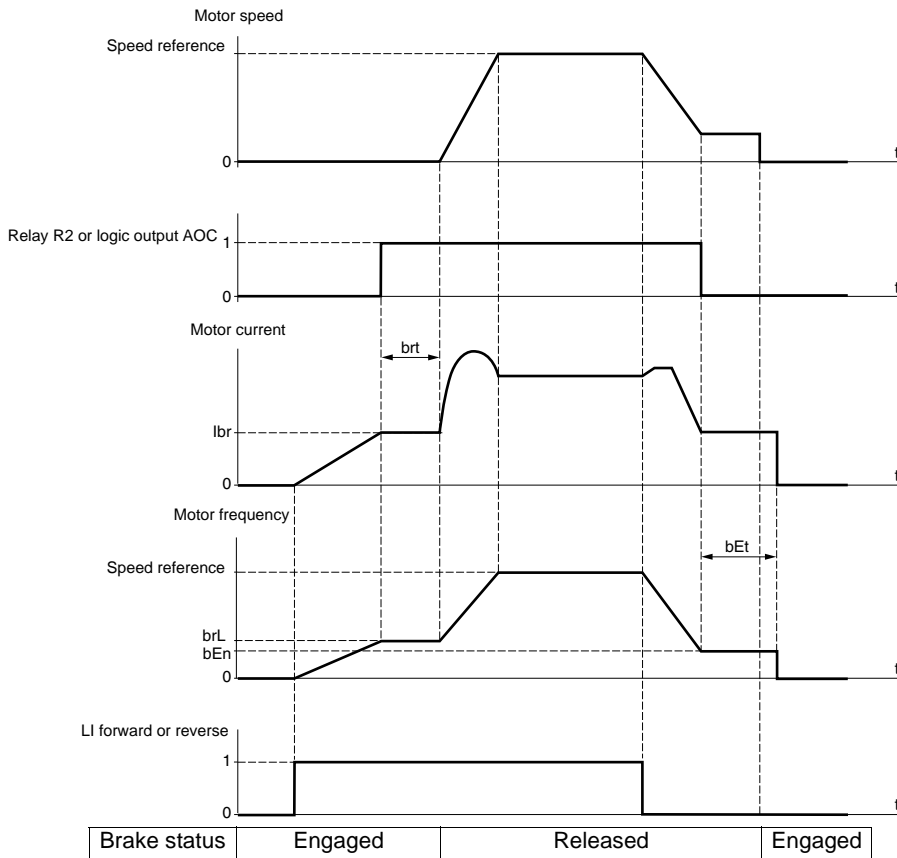 Motor speed
Speed reference
0
t
Relay R2 or logic output AOC 1
0
t
Motor current
brt
Ibr
0
t
Motor frequency
bEt
Speed reference
brL
bEn
0
t
LI forward or reverse
1
0
t
Brake status Engaged Released Engaged